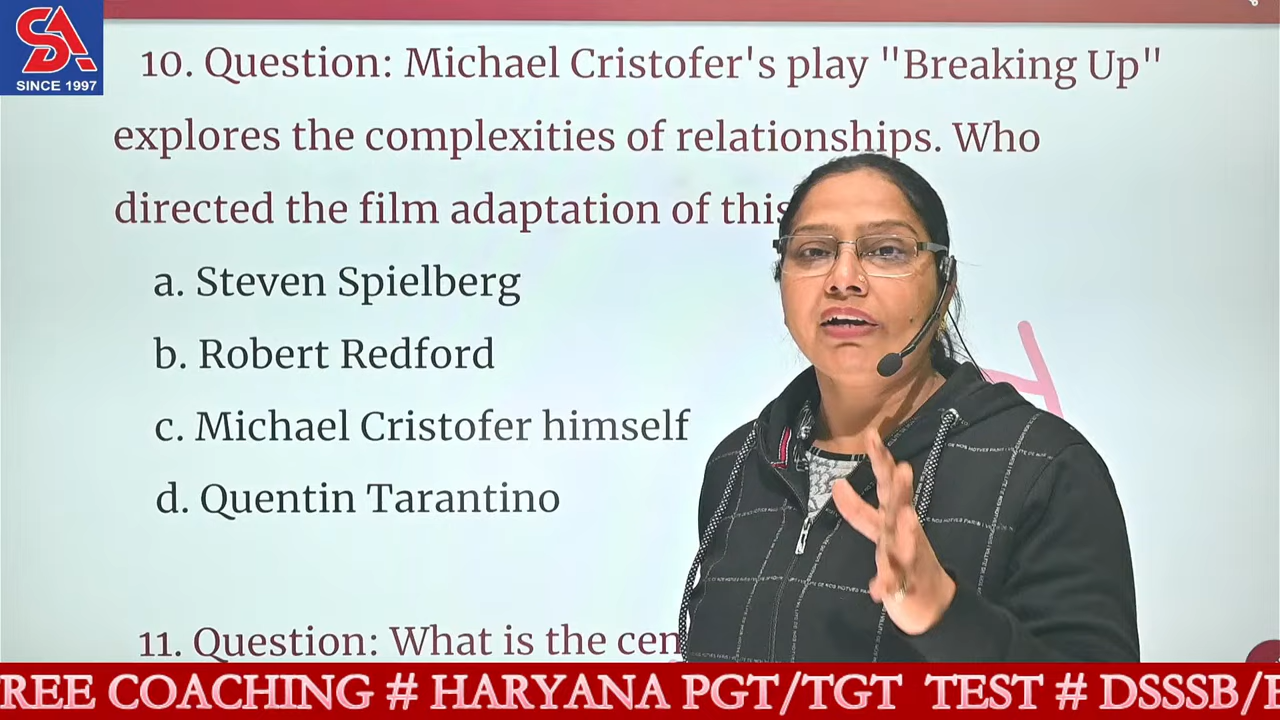 SA
SINCE 1997
10. Question: Michael Cristofer's play "Breaking Up"
explores the complexities of relationships. Who
directed the film adaptation of this
a. Steven Spielberg
b. Robert Redford
c. Michael Cristofer himself
d. Quentin Tarantino
11. Question: What is the
REE COACHING # HARYANA PGT/TGT TEST # DSSSB/